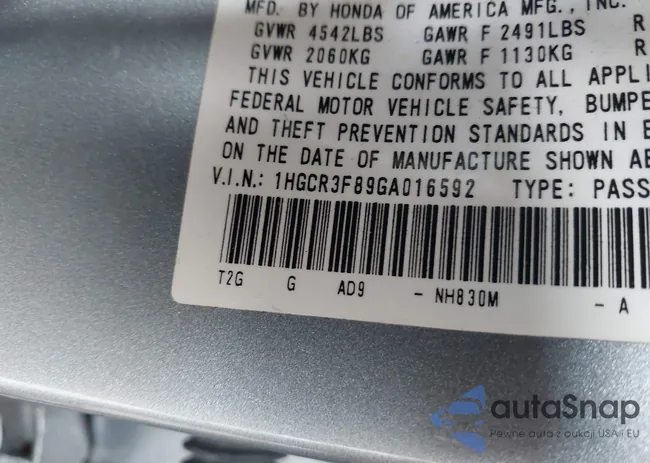 MFD. BY HONDA OF AMERICA MFG., INC.
GVWR 4542LBS GAWR F 2491LBS R
GVWR 2060KG GAWR F 1130KG R
THIS VEHICLE CONFORMS TO ALL APPLI
FEDERAL MOTOR VEHICLE SAFETY, BUMPE
AND THEFT PREVENTION STANDARDS IN E
ON THE DATE OF MANUFACTURE SHOWN AB
V.I.N.: 1HGCR3F89GA016592 TYPE: PASS
T2G G AD9 - NH830M - A
autaSnap
Pewne auta z aukcji USA i EU